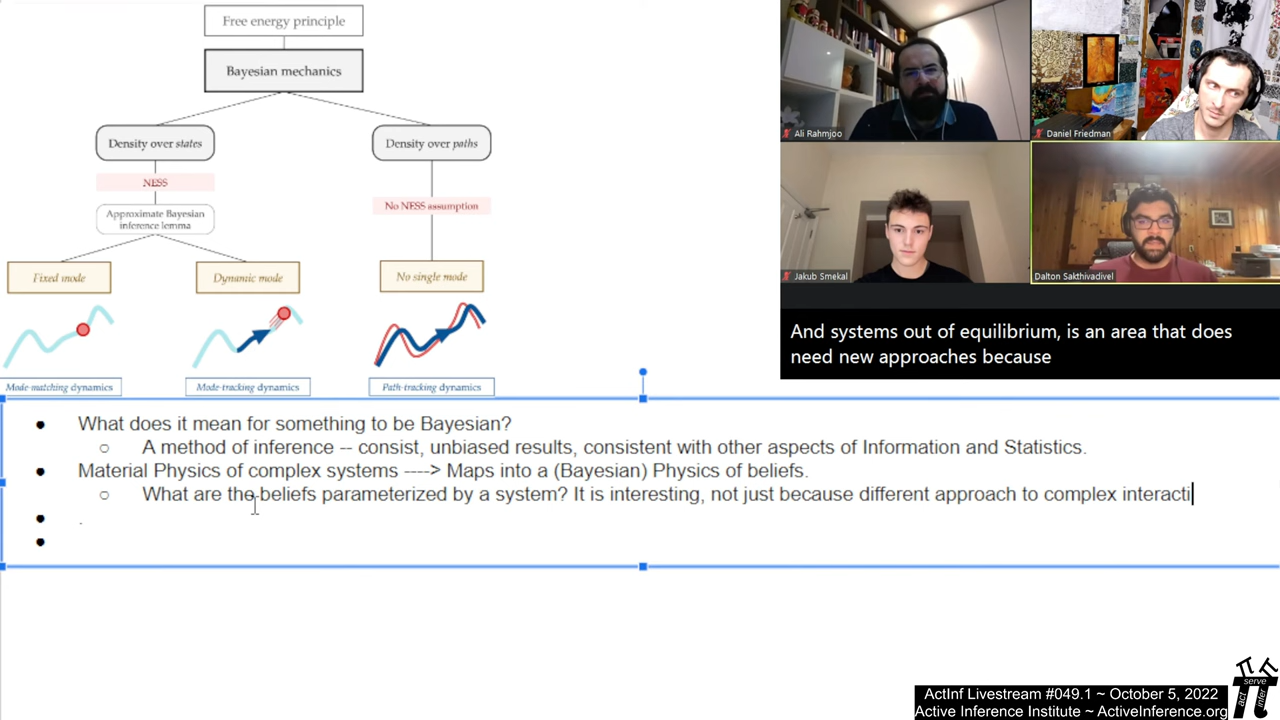 Free energy principle
Bayesian mechanics
Density over states
Density over paths
NESS
No NESS assumption
Approximate Bayesian
inference lemma
Fixed mode
Dynamic mode
No single mode
Mode-matching dynamics
Mode-tracking dynamics
Path-tracking dynamics
Ali Rahmjoo
Daniel Friedman
Jakub Smekal
Dalton Sakthivadivel
And systems out of equilibrium, is an area that does
need new approaches because
● What does it mean for something to be Bayesian?
○ A method of inference -- consist, unbiased results, consistent with other aspects of Information and Statistics.
● Material Physics of complex systems ----> Maps into a (Bayesian) Physics of beliefs.
○ What are the beliefs parameterized by a system? It is interesting, not just because different approach to complex interacti
● .
●
serve
act
infer
ActInf Livestream #049.1 ~ October 5, 2022
Active Inference Institute ~ ActiveInference.org